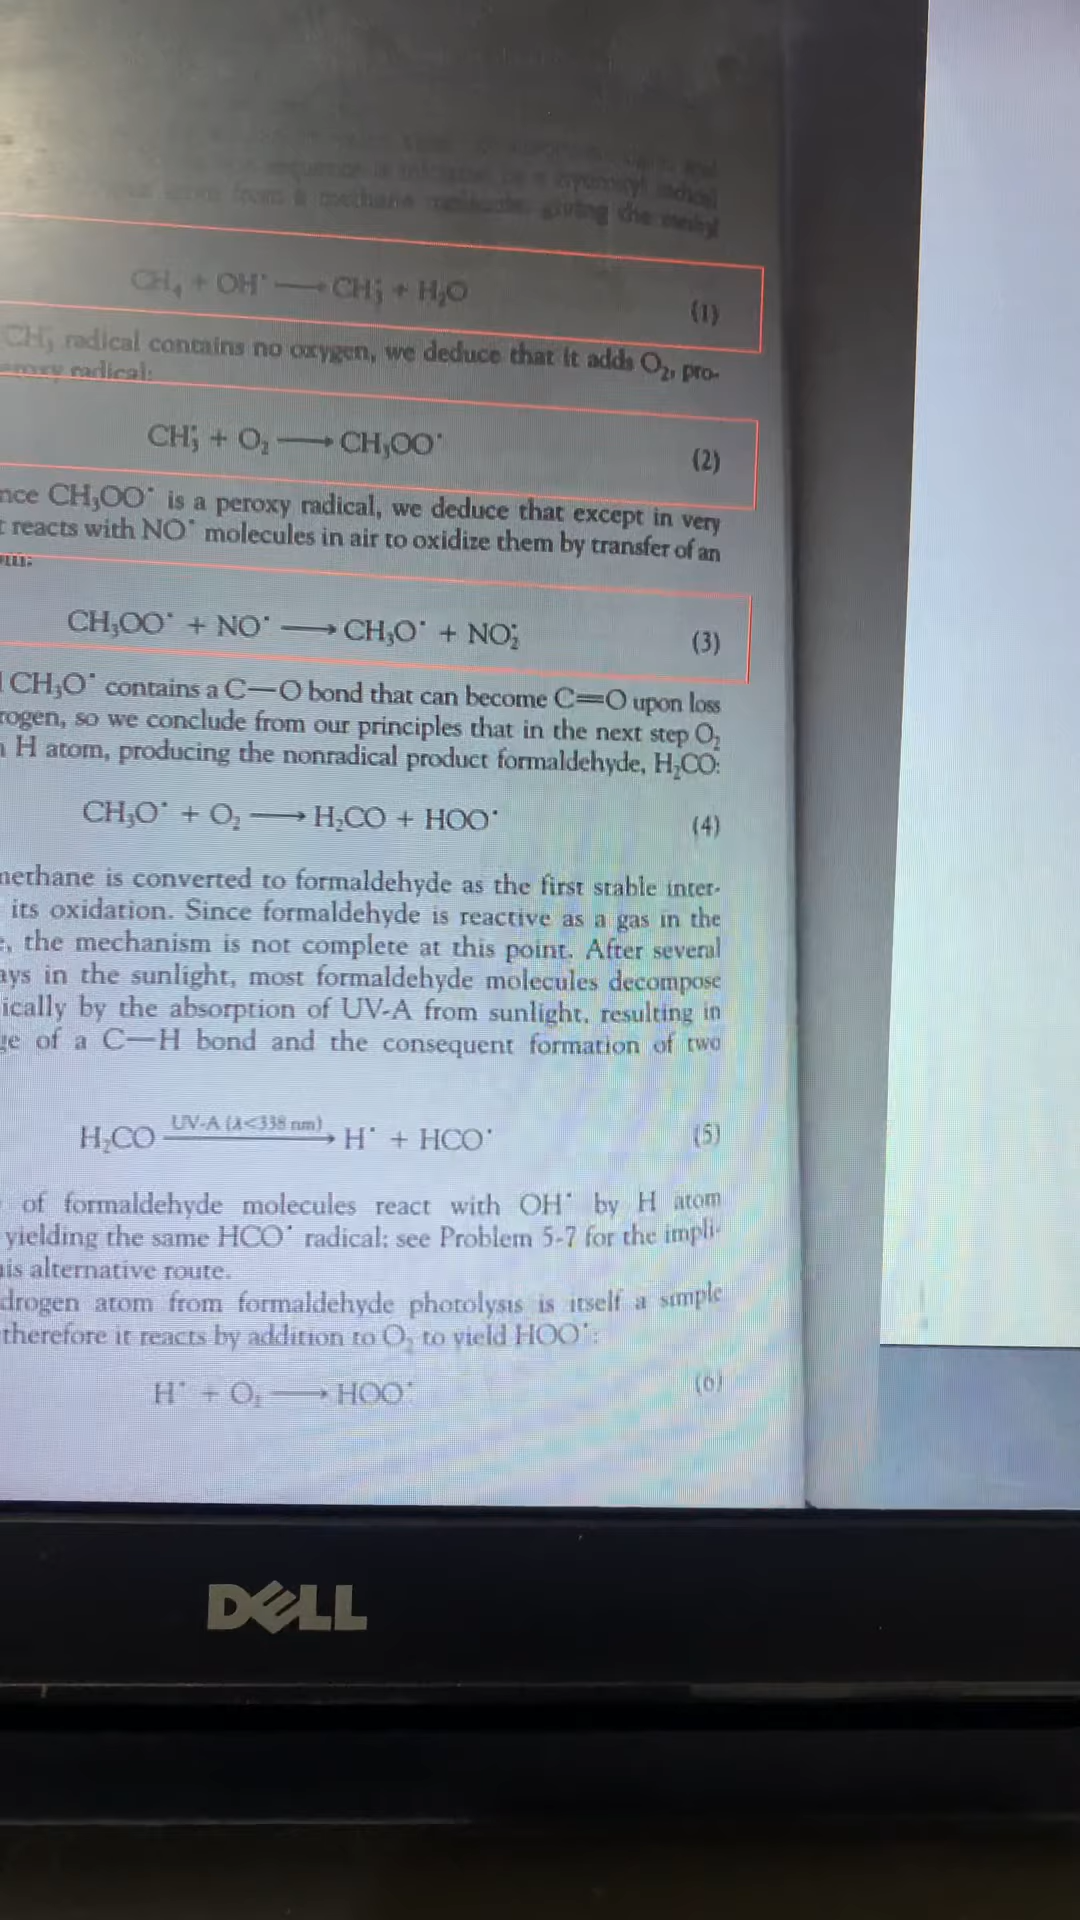 from a methane molecule, giving the methyl
CH₄ + OH• ⟶ CH₃• + H₂O (1)
CH₃• radical contains no oxygen, we deduce that it adds O₂, pro-
radical:
CH₃• + O₂ ⟶ CH₃OO• (2)
nce CH₃OO• is a peroxy radical, we deduce that except in very
t reacts with NO• molecules in air to oxidize them by transfer of an
CH₃OO• + NO• ⟶ CH₃O• + NO₂• (3)
CH₃O• contains a C—O bond that can become C=O upon loss
rogen, so we conclude from our principles that in the next step O₂
H atom, producing the nonradical product formaldehyde, H₂CO:
CH₃O• + O₂ ⟶ H₂CO + HOO• (4)
methane is converted to formaldehyde as the first stable inter-
its oxidation. Since formaldehyde is reactive as a gas in the
, the mechanism is not complete at this point. After several
ays in the sunlight, most formaldehyde molecules decompose
ically by the absorption of UV-A from sunlight, resulting in
ge of a C—H bond and the consequent formation of two
H₂CO UV-A (λ<338 nm) ⟶ H• + HCO• (5)
of formaldehyde molecules react with OH• by H atom
yielding the same HCO• radical; see Problem 5-7 for the impli-
is alternative route.
drogen atom from formaldehyde photolysis is itself a simple
therefore it reacts by addition to O₂ to yield HOO•:
H• + O₂ ⟶ HOO• (6)
DELL